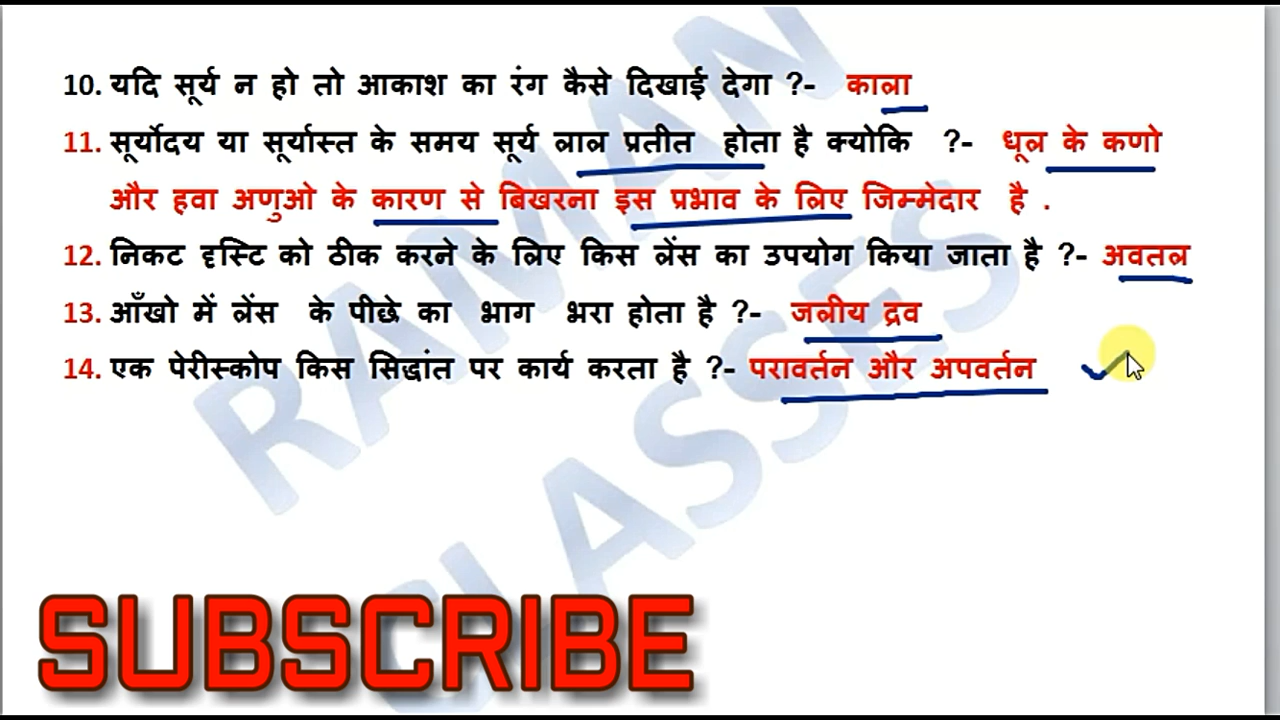 10. यदि सूर्य न हो तो आकाश का रंग कैसे दिखाई देगा ?- काला
11. सूर्योदय या सूर्यास्त के समय सूर्य लाल प्रतीत होता है क्योकि ?- धूल के कणो
और हवा अणुओ के कारण से बिखरना इस प्रभाव के लिए जिम्मेदार है .
12. निकट दृस्टि को ठीक करने के लिए किस लेंस का उपयोग किया जाता है ?- अवतल
13. आँखो में लेंस के पीछे का भाग भरा होता है ?- जलीय द्रव
14. एक पेरीस्कोप किस सिद्धांत पर कार्य करता है ?- परावर्तन और अपवर्तन
RAMAN
CLASSES
SUBSCRIBE